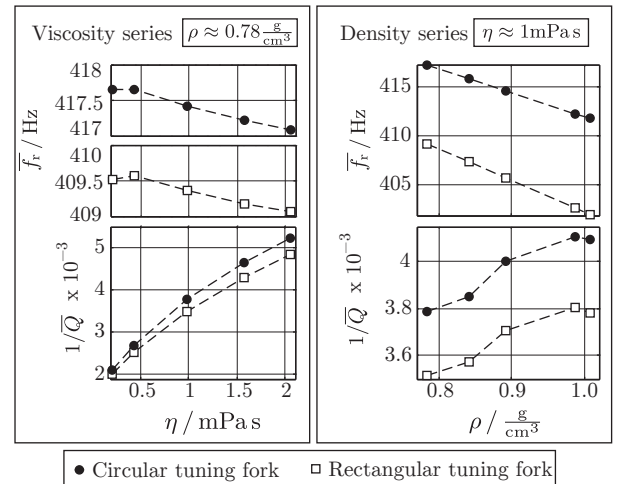 Viscosity series ρ ≈ 0.78 g/cm³
418
417.5
417
f̅r / Hz
410
409.5
409
5
4
3
2
1/Q̅ x 10⁻³
0.5 1 1.5 2
η / mPa s
Density series η ≈ 1mPa s
415
410
405
f̅r / Hz
4
3.8
3.6
1/Q̅ x 10⁻³
0.8 0.9 1.0
ρ / g/cm³
Circular tuning fork Rectangular tuning fork